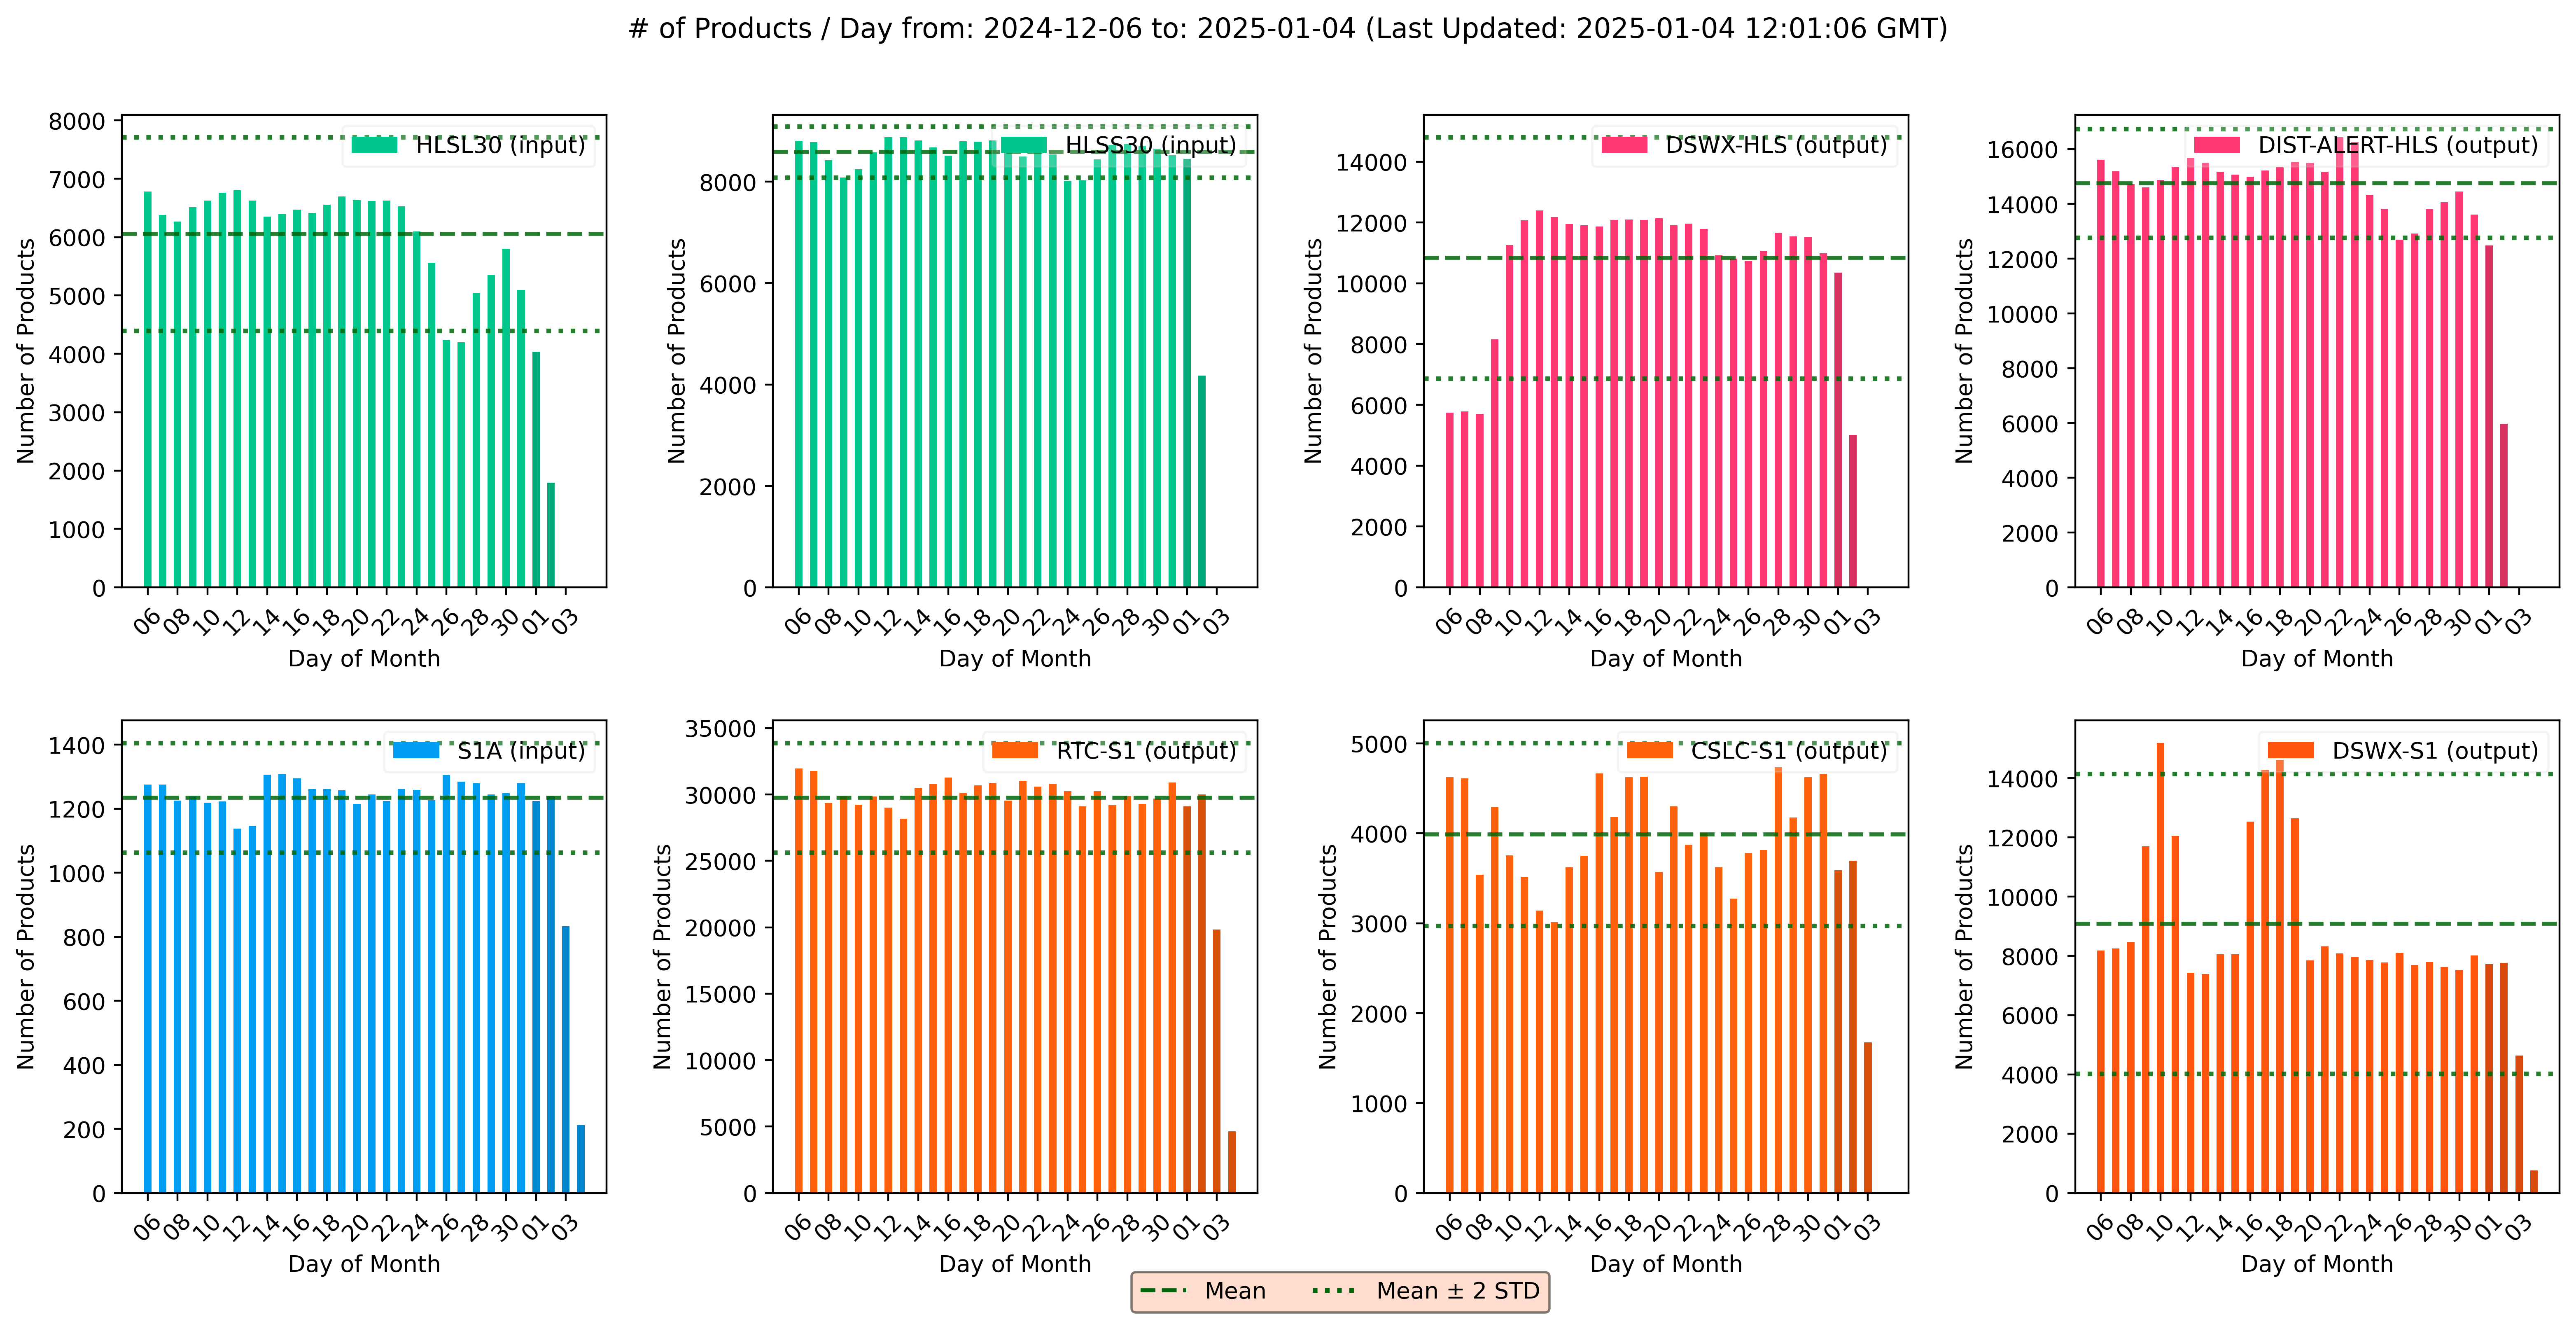 # of Products / Day from: 2024-12-06 to: 2025-01-04 (Last Updated: 2025-01-04 12:01:06 GMT)
HLSL30 (input)
Number of Products
8000
7000
6000
5000
4000
3000
2000
1000
0
06 08 10 12 14 16 18 20 22 24 26 28 30 01 03
Day of Month
HLSS30 (input)
Number of Products
8000
6000
4000
2000
0
06 08 10 12 14 16 18 20 22 24 26 28 30 01 03
Day of Month
DSWX-HLS (output)
Number of Products
14000
12000
10000
8000
6000
4000
2000
0
06 08 10 12 14 16 18 20 22 24 26 28 30 01 03
Day of Month
DIST-ALERT-HLS (output)
Number of Products
16000
14000
12000
10000
8000
6000
4000
2000
0
06 08 10 12 14 16 18 20 22 24 26 28 30 01 03
Day of Month
S1A (input)
Number of Products
1400
1200
1000
800
600
400
200
0
06 08 10 12 14 16 18 20 22 24 26 28 30 01 03
Day of Month
RTC-S1 (output)
Number of Products
35000
30000
25000
20000
15000
10000
5000
0
06 08 10 12 14 16 18 20 22 24 26 28 30 01 03
Day of Month
CSLC-S1 (output)
Number of Products
5000
4000
3000
2000
1000
0
06 08 10 12 14 16 18 20 22 24 26 28 30 01 03
Day of Month
DSWX-S1 (output)
Number of Products
14000
12000
10000
8000
6000
4000
2000
0
06 08 10 12 14 16 18 20 22 24 26 28 30 01 03
Day of Month
Mean
Mean ± 2 STD